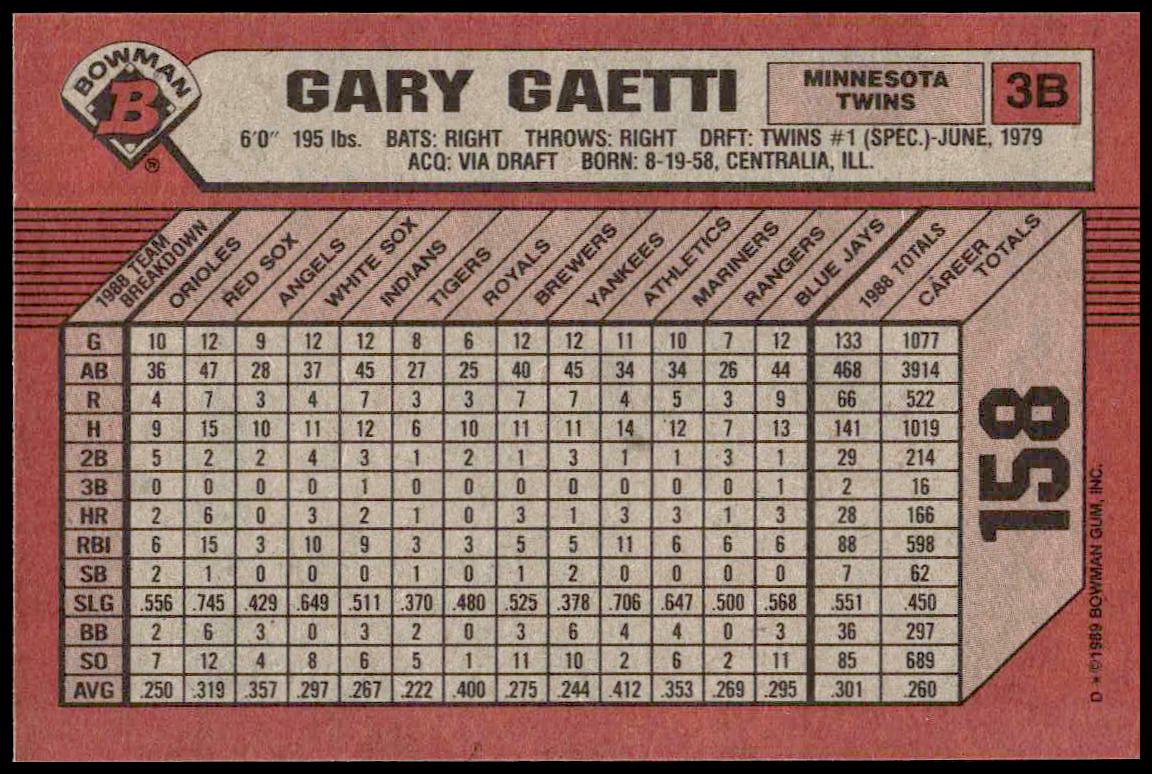 BOWMAN
B
®
GARY GAETTI
MINNESOTA
TWINS
3B
6'0" 195 lbs. BATS: RIGHT THROWS: RIGHT DRFT: TWINS #1 (SPEC.)-JUNE, 1979
ACQ: VIA DRAFT BORN: 8-19-58, CENTRALIA, ILL.
1988 TEAM BREAKDOWN ORIOLES RED SOX ANGELS WHITE SOX INDIANS TIGERS ROYALS BREWERS YANKEES ATHLETICS MARINERS RANGERS BLUE JAYS 1988 TOTALS CAREER TOTALS
G 10 12 9 12 12 8 6 12 12 11 10 7 12 133 1077
AB 36 47 28 37 45 27 25 40 45 34 34 26 44 468 3914
R 4 7 3 4 7 3 3 7 7 4 5 3 9 66 522
H 9 15 10 11 12 6 10 11 11 14 12 7 13 141 1019
2B 5 2 2 4 3 1 2 1 3 1 1 3 1 29 214
3B 0 0 0 0 1 0 0 0 0 0 0 0 1 2 16
HR 2 6 0 3 2 1 0 3 1 3 3 1 3 28 166
RBI 6 15 3 10 9 3 3 5 5 11 6 6 6 88 598
SB 2 1 0 0 0 1 0 1 2 0 0 0 0 7 62
SLG .556 .745 .429 .649 .511 .370 .480 .525 .378 .706 .647 .500 .568 .551 .450
BB 2 6 3 0 3 2 0 3 6 4 4 0 3 36 297
SO 7 12 4 8 6 5 1 11 10 2 6 2 11 85 689
AVG .250 .319 .357 .297 .267 .222 .400 .275 .244 .412 .353 .269 .295 .301 .260
158
D * ©1989 BOWMAN GUM, INC.